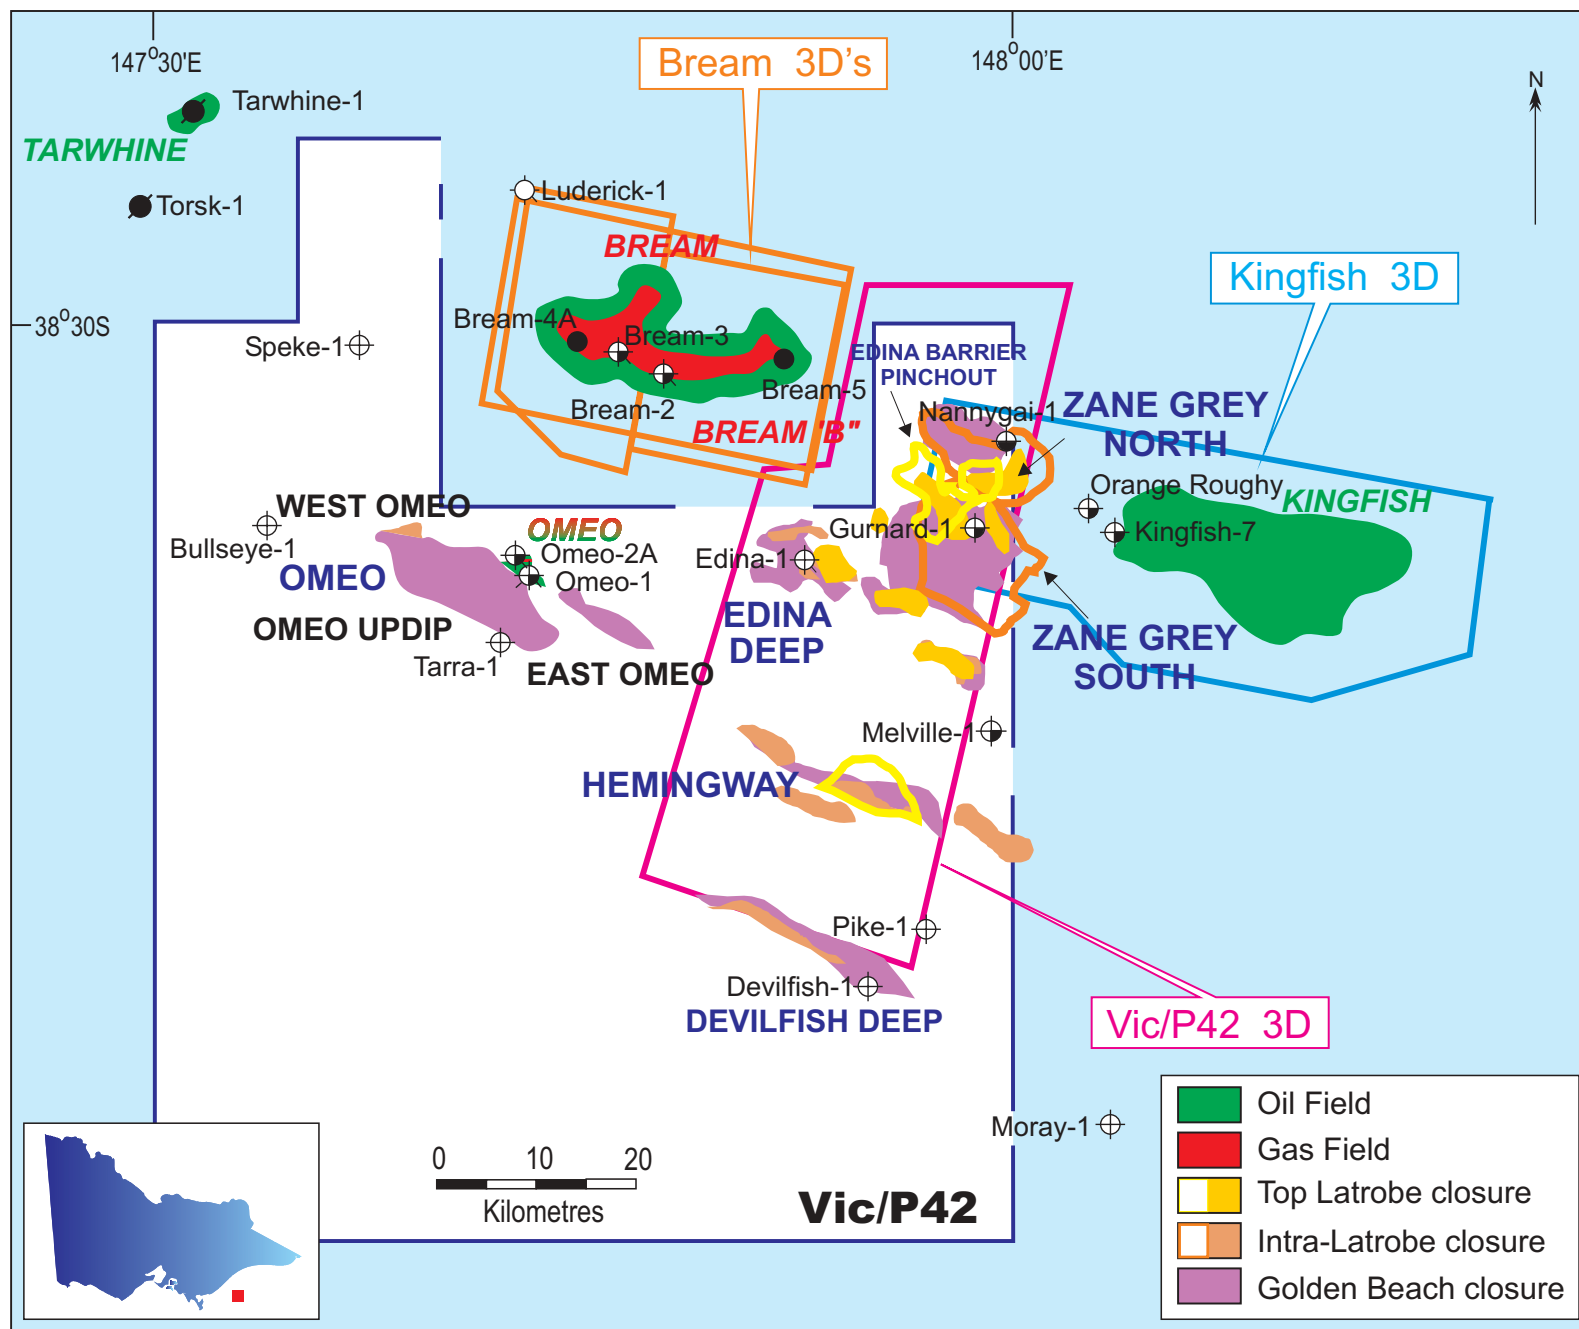 147°30'E
148°00'E
Bream 3D's
N
Tarwhine-1
TARWHINE
Torsk-1
Luderick-1
BREAM
Kingfish 3D
38°30S
Speke-1
Bream-4A
Bream-3
EDINA BARRIER
PINCHOUT
Bream-5
Bream-2
BREAM 'B"
Nannygai-1
ZANE GREY
NORTH
Orange Roughy
KINGFISH
WEST OMEO
OMEO
Gurnard-1
Kingfish-7
Bullseye-1
Omeo-2A
Edina-1
OMEO
Omeo-1
EDINA
DEEP
OMEO UPDIP
ZANE GREY
SOUTH
Tarra-1
EAST OMEO
Melville-1
HEMINGWAY
Pike-1
Devilfish-1
DEVILFISH DEEP
Vic/P42 3D
Moray-1
Oil Field
Gas Field
Top Latrobe closure
Intra-Latrobe closure
Golden Beach closure
0 10 20
Kilometres
Vic/P42